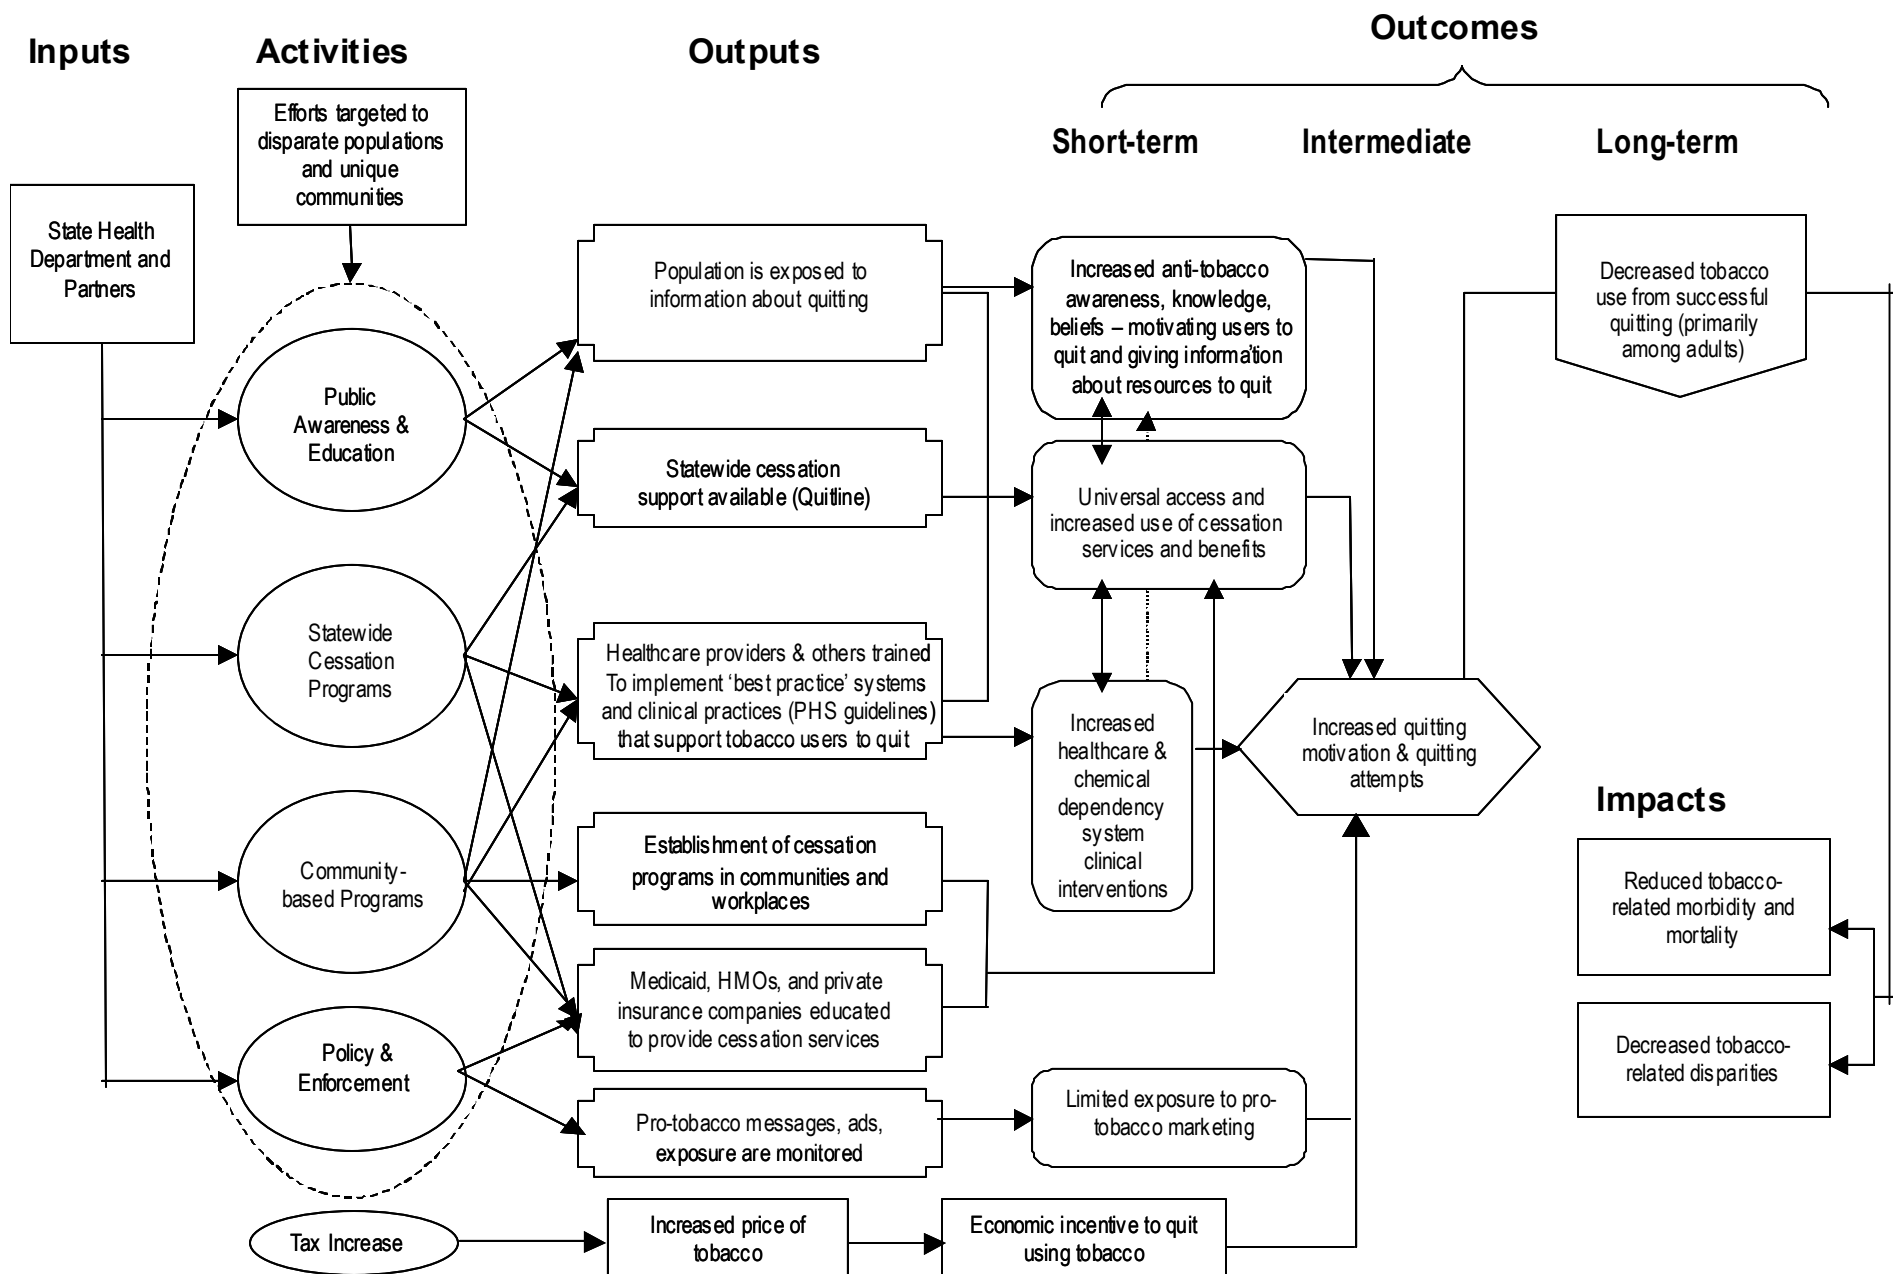 Outcomes
Inputs
Activities
Outputs
Short-term
Intermediate
Long-term
Efforts targeted to
disparate populations
and unique
communities
State Health
Department and
Partners
Public
Awareness &
Education
Statewide
Cessation
Programs
Community-
based Programs
Policy &
Enforcement
Tax Increase
Population is exposed to
information about quitting
Statewide cessation
support available (Quitline)
Healthcare providers & others trained
To implement ‘best practice’ systems
and clinical practices (PHS guidelines)
that support tobacco users to quit
Establishment of cessation
programs in communities and
workplaces
Medicaid, HMOs, and private
insurance companies educated
to provide cessation services
Pro-tobacco messages, ads,
exposure are monitored
Increased price of
tobacco
Increased anti-tobacco
awareness, knowledge,
beliefs – motivating users to
quit and giving information
about resources to quit
Universal access and
increased use of cessation
services and benefits
Increased
healthcare &
chemical
dependency
system
clinical
interventions
Limited exposure to pro-
tobacco marketing
Economic incentive to quit
using tobacco
Increased quitting
motivation & quitting
attempts
Decreased tobacco
use from successful
quitting (primarily
among adults)
Impacts
Reduced tobacco-
related morbidity and
mortality
Decreased tobacco-
related disparities